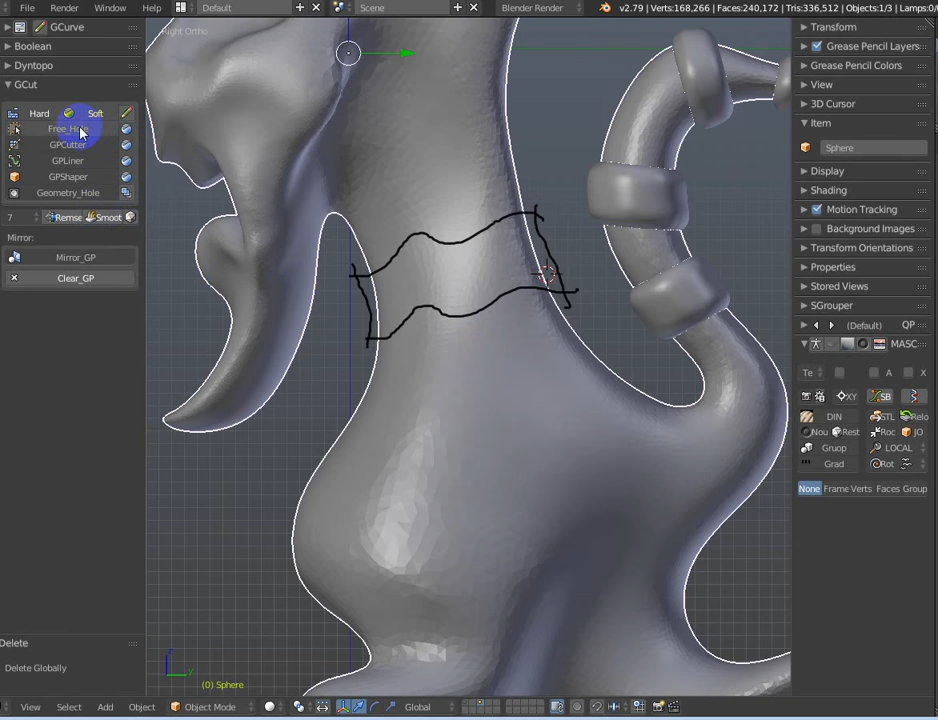 File Render Window Help Default Scene Blender Render v2.79 | Verts:168,266 | Faces:240,172 | Tris:336,512 | Objects:1/3 | Lamps:0/
GCurve
Boolean
Dyntopo
GCut
Hard Soft
Free_Hole
GPCutter
GPLiner
GPShaper
Geometry_Hole
7 Remse Smoot
Mirror:
Mirror_GP
Clear_GP
Delete
Delete Globally
Right Ortho
z
y
(0) Sphere
Transform
Grease Pencil Layers
Grease Pencil Colors
View
3D Cursor
Item
Sphere
Display
Shading
Motion Tracking
Background Images
Transform Orientations
Properties
Stored Views
SGrouper
(Default) QP
MASC
Te A X
XY SB
DIN STL Relo
Nou Rest Roc JO
Gruop LOCAL
Grad Rot
None Frame Verts Faces Group
View Select Add Object Object Mode Global